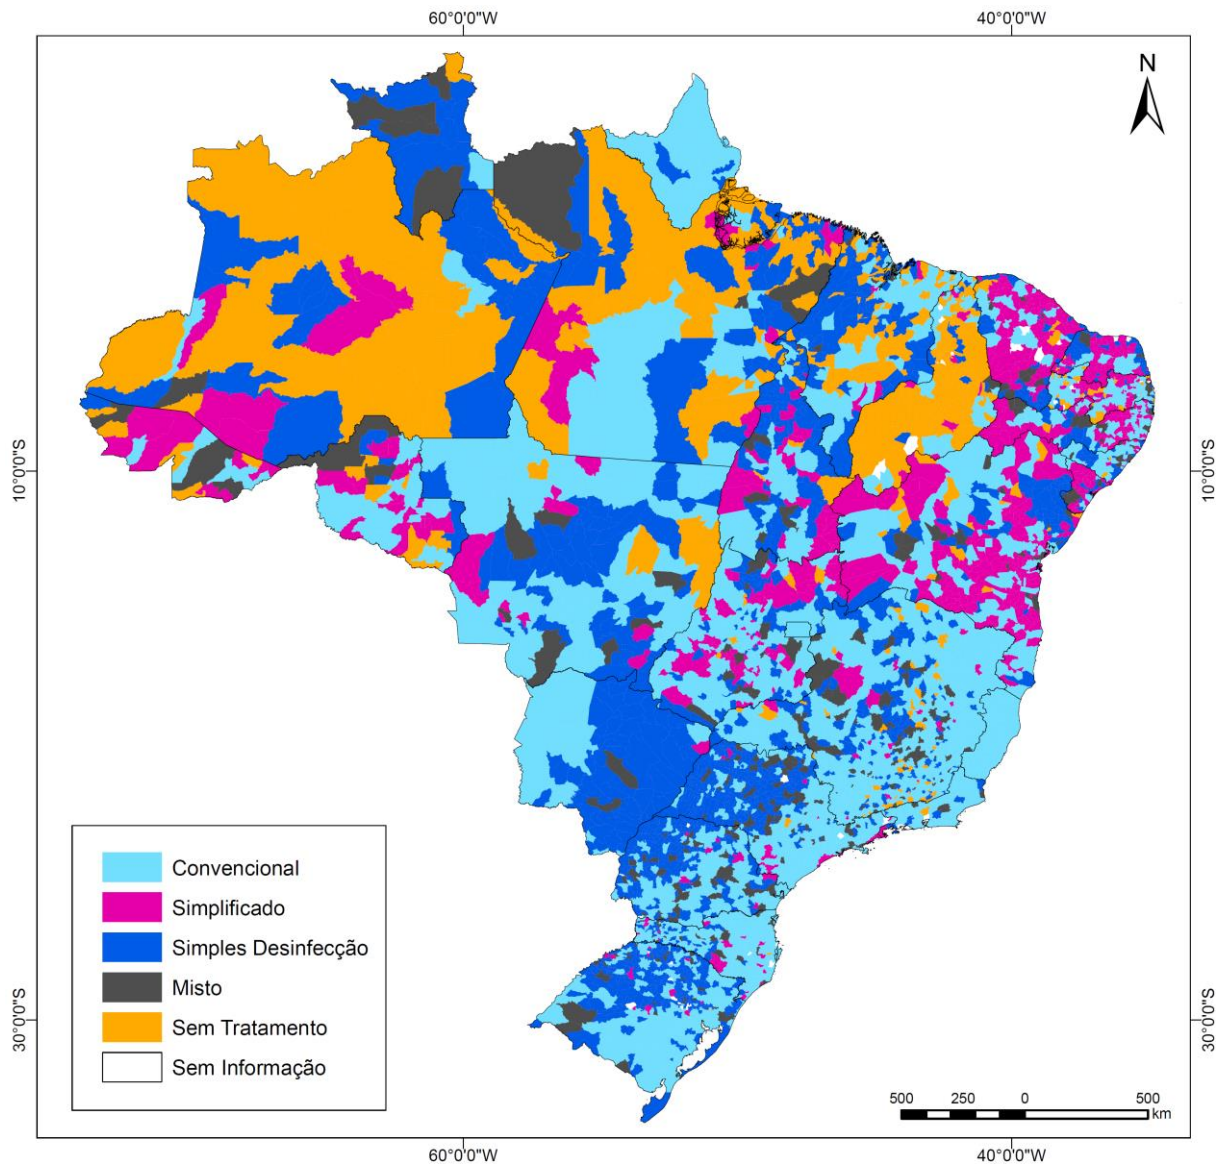 60°0'0"W 40°0'0"W
N
10°0'0"S 10°0'0"S
Convencional
Simplificado
Simples Desinfecção
Misto
Sem Tratamento
Sem Informação
30°0'0"S 30°0'0"S
500 250 0 500
km
60°0'0"W 40°0'0"W